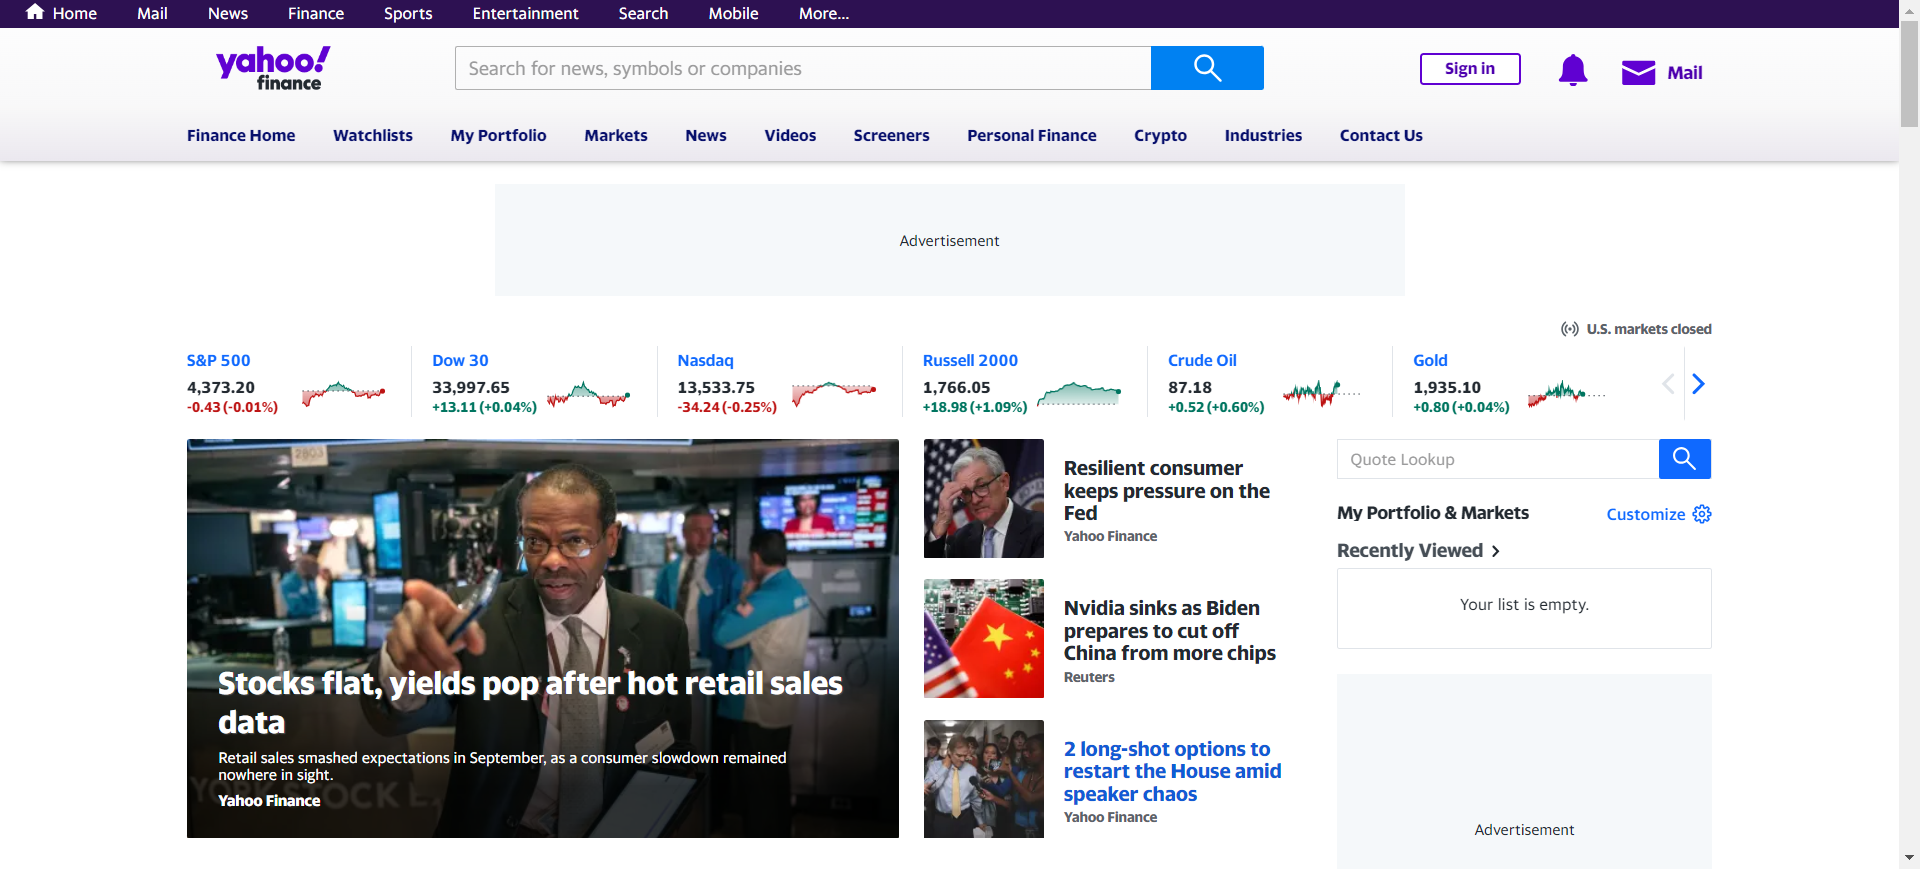 Home Mail News Finance Sports Entertainment Search Mobile More...
yahoo!
finance
Search for news, symbols or companies
Sign in
Mail
Finance Home Watchlists My Portfolio Markets News Videos Screeners Personal Finance Crypto Industries Contact Us
Advertisement
U.S. markets closed
S&P 500
4,373.20
-0.43 (-0.01%)
Dow 30
33,997.65
+13.11 (+0.04%)
Nasdaq
13,533.75
-34.24 (-0.25%)
Russell 2000
1,766.05
+18.98 (+1.09%)
Crude Oil
87.18
+0.52 (+0.60%)
Gold
1,935.10
+0.80 (+0.04%)
2803
Stocks flat, yields pop after hot retail sales
data
Retail sales smashed expectations in September, as a consumer slowdown remained
nowhere in sight.
Yahoo Finance
STOCK
Resilient consumer
keeps pressure on the
Fed
Yahoo Finance
Nvidia sinks as Biden
prepares to cut off
China from more chips
Reuters
2 long-shot options to
restart the House amid
speaker chaos
Yahoo Finance
Quote Lookup
My Portfolio & Markets
Customize
Recently Viewed
Your list is empty.
Advertisement